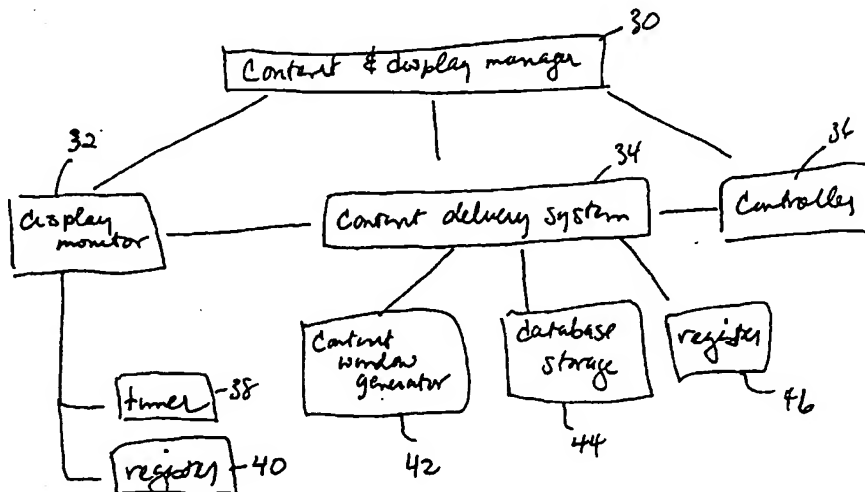 30
Content & display manager
32
34
36
display
monitor
Content delivery system
Controller
Content
window
generator
database
storage
register
timer
38
46
44
42
register
40